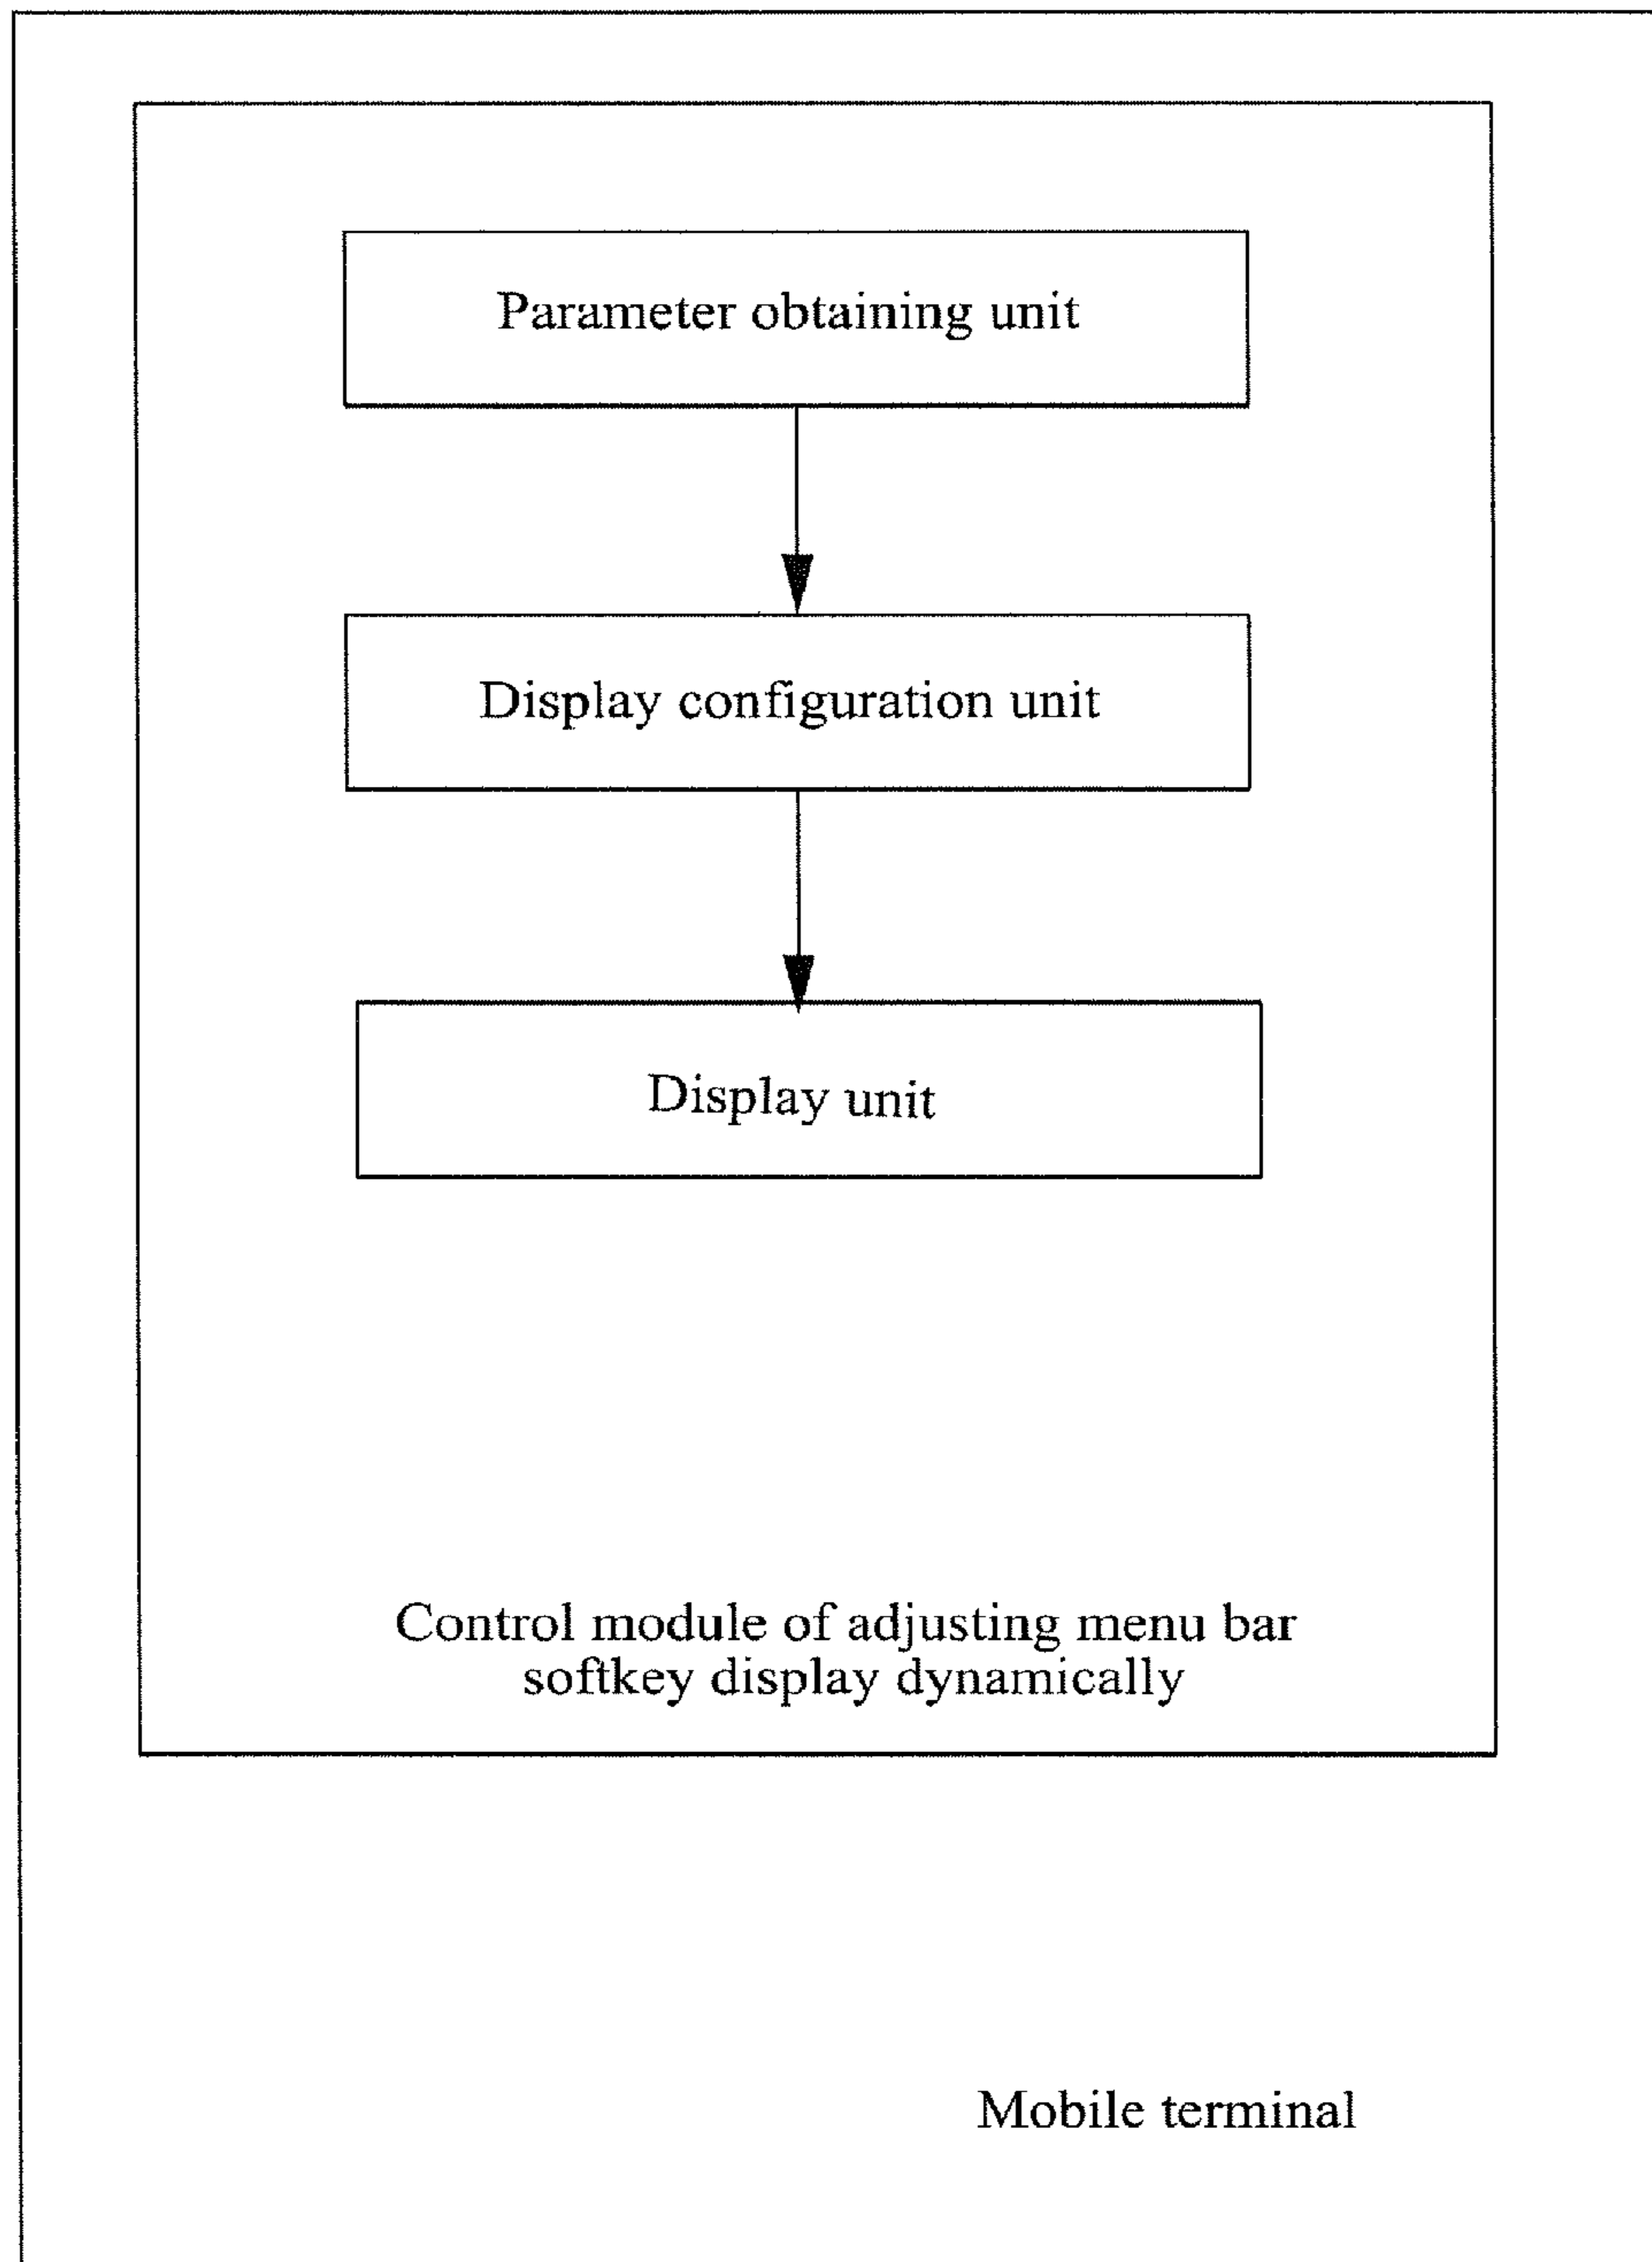 Parameter obtaining unit
Display configuration unit
Display unit
Control module of adjusting menu bar
softkey display dynamically
Mobile terminal